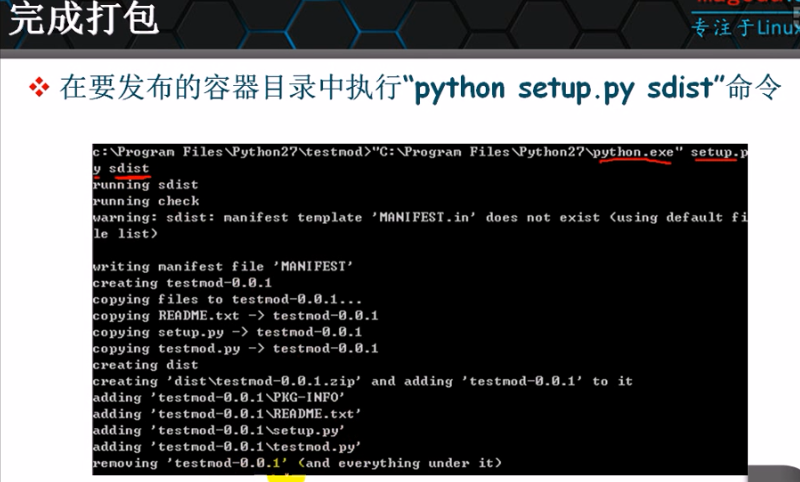 完成打包
专注于Linux
在要发布的容器目录中执行“python setup.py sdist”命令
c:\Program Files\Python27\testmod>"C:\Program Files\Python27\python.exe" setup.p
y sdist
running sdist
running check
warning: sdist: manifest template 'MANIFEST.in' does not exist (using default fi
le list)
writing manifest file 'MANIFEST'
creating testmod-0.0.1
copying files to testmod-0.0.1...
copying README.txt -> testmod-0.0.1
copying setup.py -> testmod-0.0.1
copying testmod.py -> testmod-0.0.1
creating dist
creating 'dist\testmod-0.0.1.zip' and adding 'testmod-0.0.1' to it
adding 'testmod-0.0.1\PKG-INFO'
adding 'testmod-0.0.1\README.txt'
adding 'testmod-0.0.1\setup.py'
adding 'testmod-0.0.1\testmod.py'
removing 'testmod-0.0.1' (and everything under it)